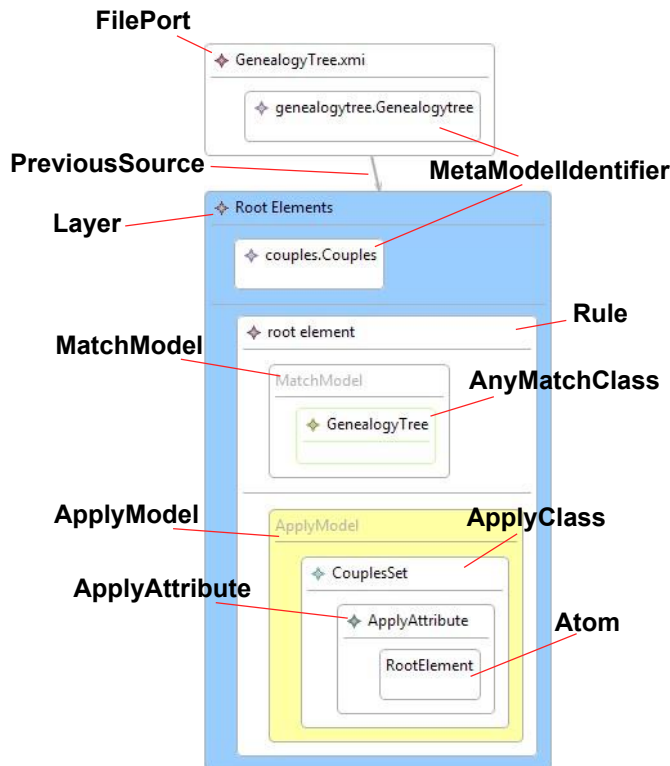 FilePort
GenealogyTree.xmi
genealogytree.Genealogytree
PreviousSource
MetaModelIdentifier
Layer
Root Elements
couples.Couples
Rule
root element
MatchModel
MatchModel
AnyMatchClass
GenealogyTree
ApplyModel
ApplyClass
ApplyModel
CouplesSet
ApplyAttribute
ApplyAttribute
Atom
RootElement